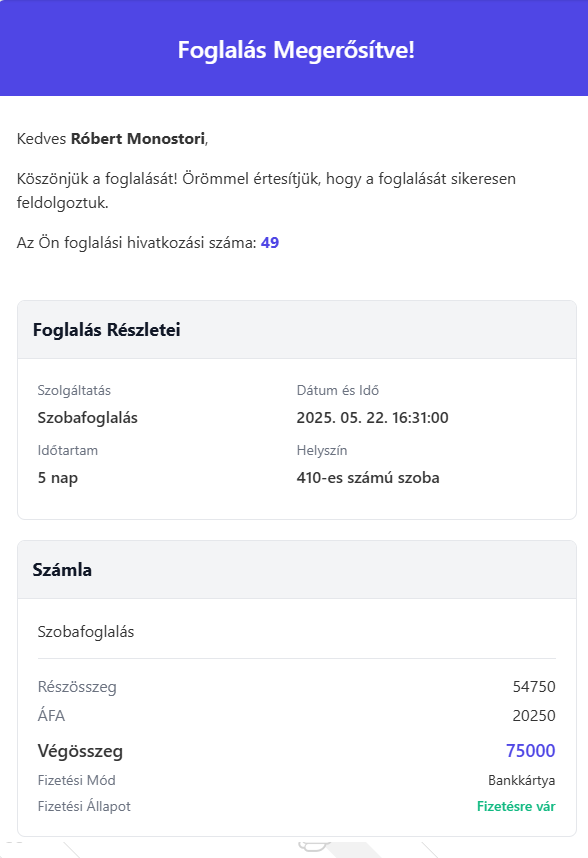 Foglalás Megerősítve!
Kedves Róbert Monostori,
Köszönjük a foglalását! Örömmel értesítjük, hogy a foglalását sikeresen
feldolgoztuk.
Az Ön foglalási hivatkozási száma: 49
Foglalás Részletei
Szolgáltatás
Szobafoglalás
Dátum és Idő
2025. 05. 22. 16:31:00
Időtartam
5 nap
Helyszín
410-es számú szoba
Számla
Szobafoglalás
Részösszeg 54750
ÁFA 20250
Végösszeg 75000
Fizetési Mód Bankkártya
Fizetési Állapot Fizetésre vár